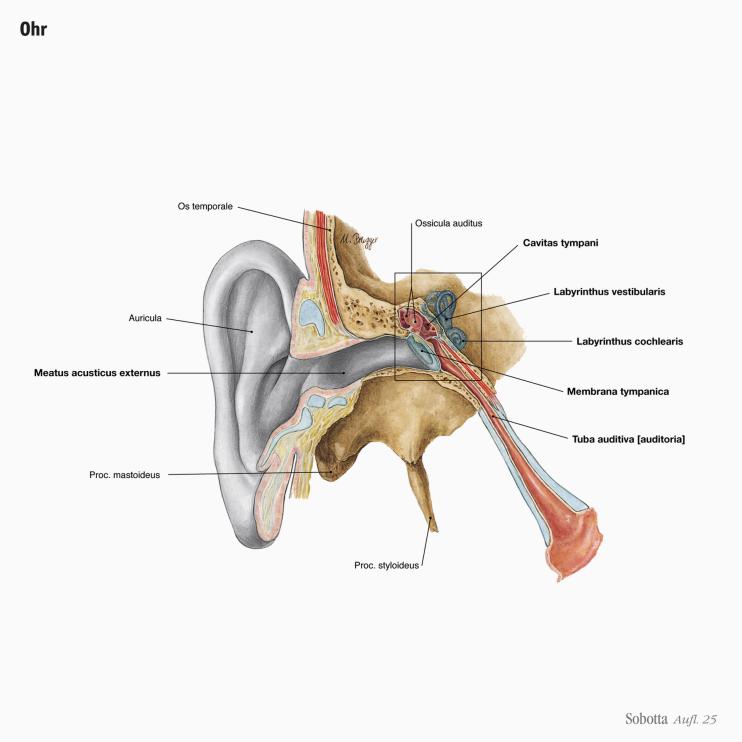 Ohr
Os temporale
Ossicula auditus
M. Budowick
Cavitas tympani
Labyrinthus vestibularis
Auricula
Labyrinthus cochlearis
Meatus acusticus externus
Membrana tympanica
Tuba auditiva [auditoria]
Proc. mastoideus
Proc. styloideus
Sobotta Aufl. 25